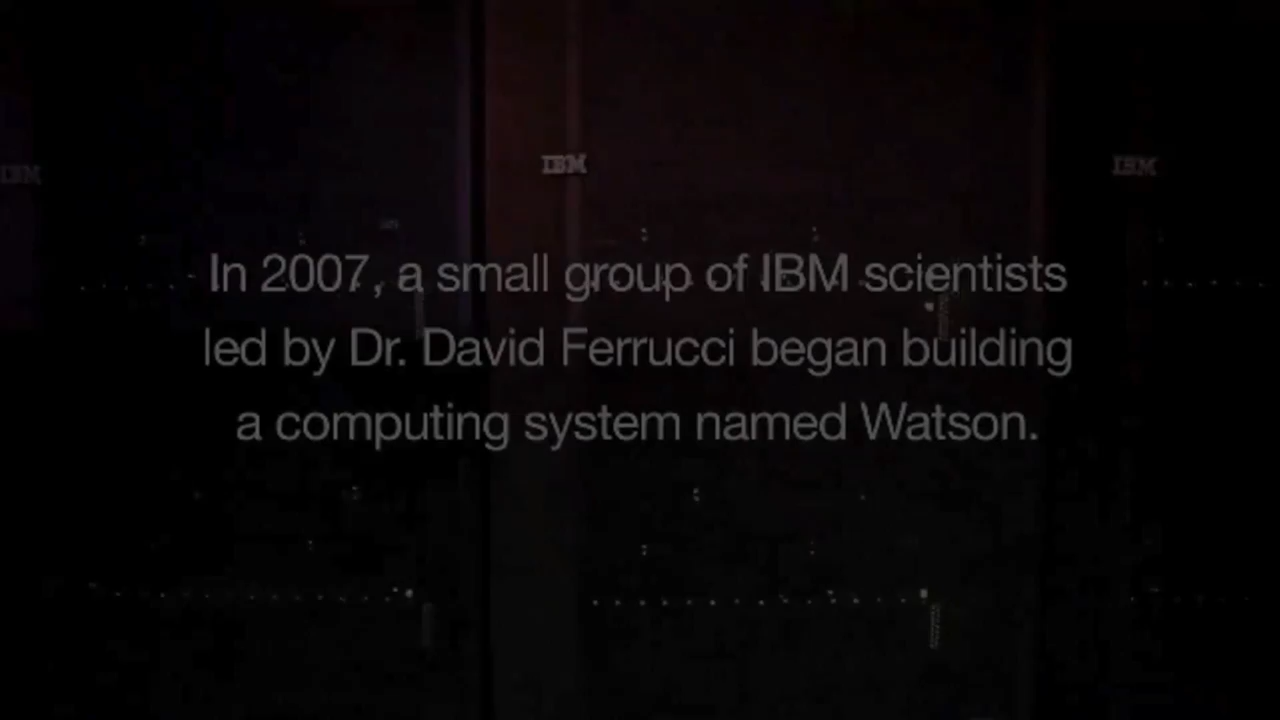 IBM
IBM
IBM
In 2007, a small group of IBM scientists
led by Dr. David Ferrucci began building
a computing system named Watson.